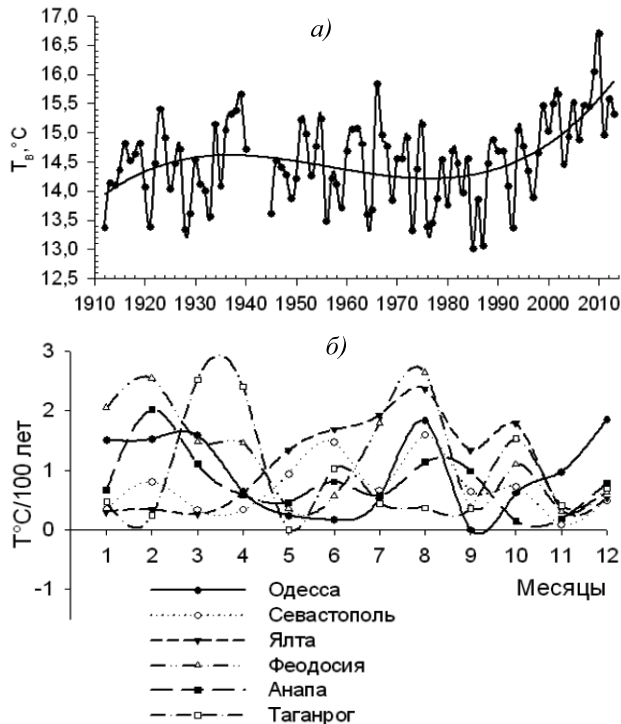 а)
17,0
16,5
16,0
15,5
15,0
14,5
14,0
13,5
13,0
12,5
Tв,°C
1910 1920 1930 1940 1950 1960 1970 1980 1990 2000 2010
б)
3
2
1
0
-1
T°C/100 лет
1 2 3 4 5 6 7 8 9 10 11 12
Месяцы
Одесса
Севастополь
Ялта
Феодосия
Анапа
Таганрог